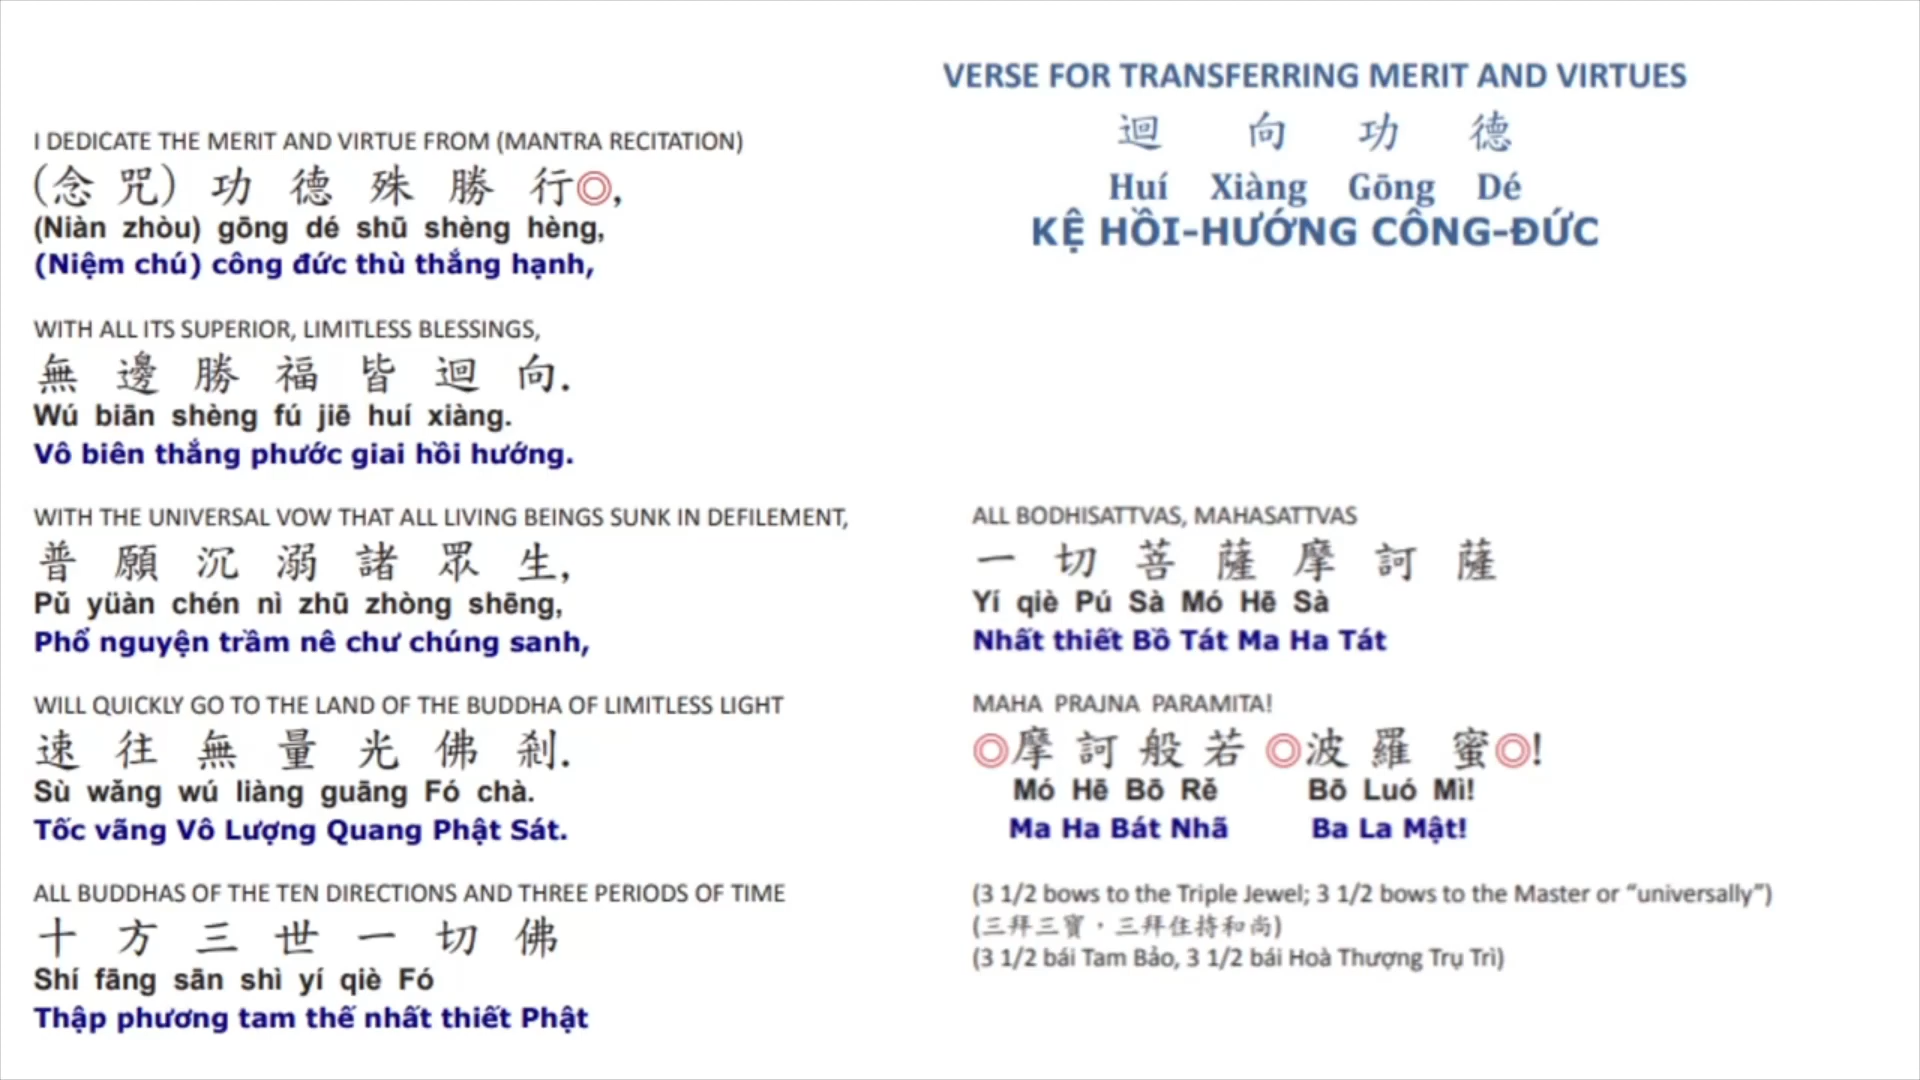 VERSE FOR TRANSFERRING MERIT AND VIRTUES
迴 向 功 德
Huí Xiàng Gōng Dé
KỆ HỒI-HƯỚNG CÔNG-ĐỨC
I DEDICATE THE MERIT AND VIRTUE FROM (MANTRA RECITATION)
(念 咒) 功 德 殊 勝 行◎,
(Niàn zhòu) gōng dé shū shèng hèng,
(Niệm chú) công đức thù thắng hạnh,
WITH ALL ITS SUPERIOR, LIMITLESS BLESSINGS,
無 邊 勝 福 皆 迴 向.
Wú biān shèng fú jiē huí xiàng.
Vô biên thắng phước giai hồi hướng.
WITH THE UNIVERSAL VOW THAT ALL LIVING BEINGS SUNK IN DEFILEMENT,
普 願 沉 溺 諸 眾 生,
Pǔ yüàn chén nì zhū zhòng shēng,
Phổ nguyện trầm nê chư chúng sanh,
WILL QUICKLY GO TO THE LAND OF THE BUDDHA OF LIMITLESS LIGHT
速 往 無 量 光 佛 剎.
Sù wǎng wú liàng guāng Fó chà.
Tốc vãng Vô Lượng Quang Phật Sát.
ALL BUDDHAS OF THE TEN DIRECTIONS AND THREE PERIODS OF TIME
十 方 三 世 一 切 佛
Shí fāng sān shì yí qiè Fó
Thập phương tam thế nhất thiết Phật
ALL BODHISATTVAS, MAHASATTVAS
一 切 菩 薩 摩 訶 薩
Yí qiè Pú Sà Mó Hē Sà
Nhất thiết Bồ Tát Ma Ha Tát
MAHA PRAJNA PARAMITA!
◎摩 訶 般 若 ◎波 羅 蜜◎!
Mó Hē Bō Rě Bō Luó Mì!
Ma Ha Bát Nhã Ba La Mật!
(3 1/2 bows to the Triple Jewel; 3 1/2 bows to the Master or “universally”)
(三拜三寶，三拜住持和尚)
(3 1/2 bái Tam Bảo, 3 1/2 bái Hoà Thượng Trụ Trì)